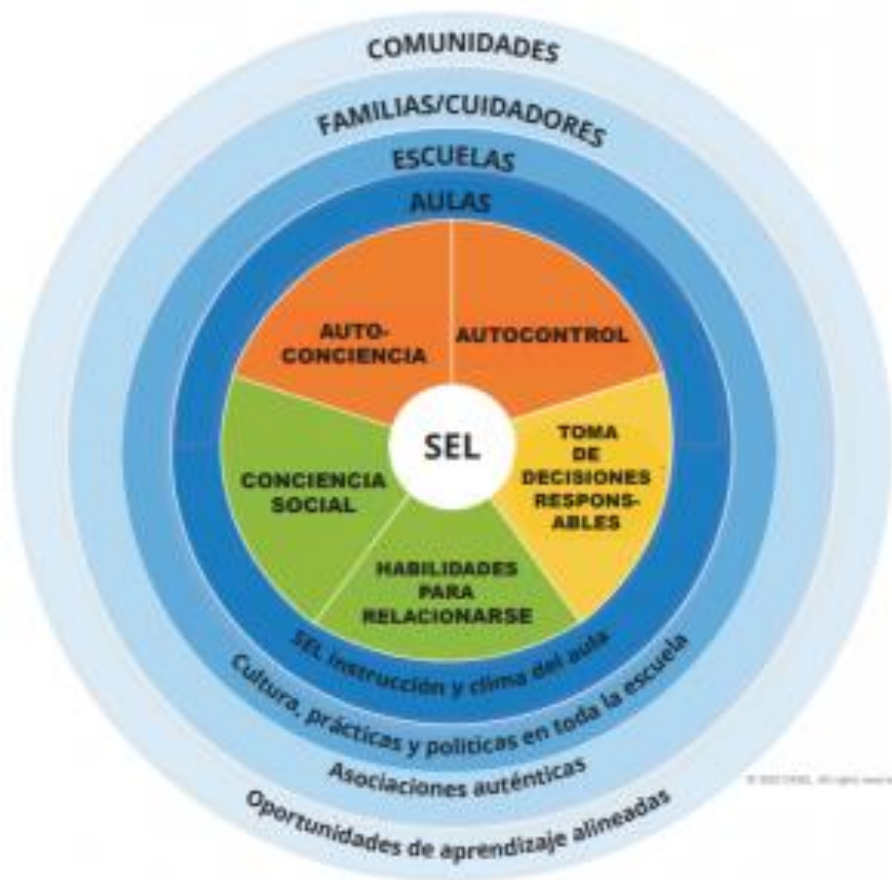 COMUNIDADES
FAMILIAS/CUIDADORES
ESCUELAS
AULAS
AUTO-
CONCIENCIA
AUTOCONTROL
SEL
CONCIENCIA
SOCIAL
TOMA
DE
DECISIONES
RESPONS-
ABLES
HABILIDADES
PARA
RELACIONARSE
SEL instrucción y clima del aula
Cultura, prácticas y políticas en toda la escuela
Asociaciones auténticas
Oportunidades de aprendizaje alineadas